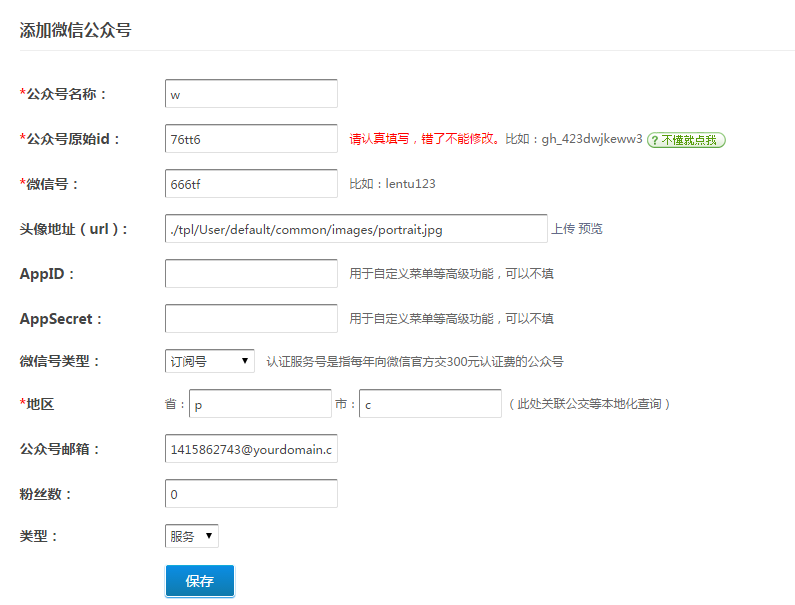 添加微信公众号
*公众号名称： w
*公众号原始id： 76tt6 请认真填写，错了不能修改。比如：gh_423dwjkeww3 ? 不懂就点我
*微信号： 666tf 比如：lentu123
头像地址（url）： ./tpl/User/default/common/images/portrait.jpg 上传 预览
AppID： 用于自定义菜单等高级功能，可以不填
AppSecret： 用于自定义菜单等高级功能，可以不填
微信号类型： 订阅号 认证服务号是指每年向微信官方交300元认证费的公众号
*地区 省： p 市： c （此处关联公交等本地化查询）
公众号邮箱： 1415862743@yourdomain.c
粉丝数： 0
类型： 服务
保存